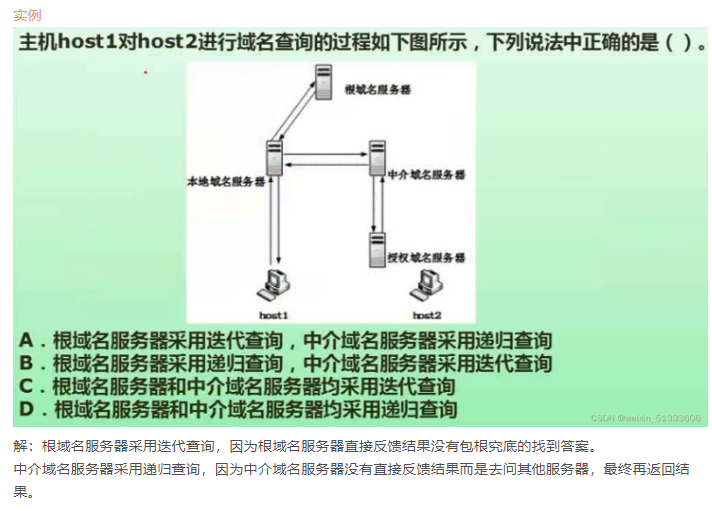 实例
主机host1对host2进行域名查询的过程如下图所示，下列说法中正确的是（ ）。
根域名服务器
本地域名服务器
中介域名服务器
授权域名服务器
host1
host2
A．根域名服务器采用迭代查询，中介域名服务器采用递归查询
B．根域名服务器采用递归查询，中介域名服务器采用迭代查询
C．根域名服务器和中介域名服务器均采用迭代查询
D．根域名服务器和中介域名服务器均采用递归查询
CSDN @weixin_51333606
解：根域名服务器采用迭代查询，因为根域名服务器直接反馈结果没有包根究底的找到答案。
中介域名服务器采用递归查询，因为中介域名服务器没有直接反馈结果而是去问其他服务器，最终再返回结
果。